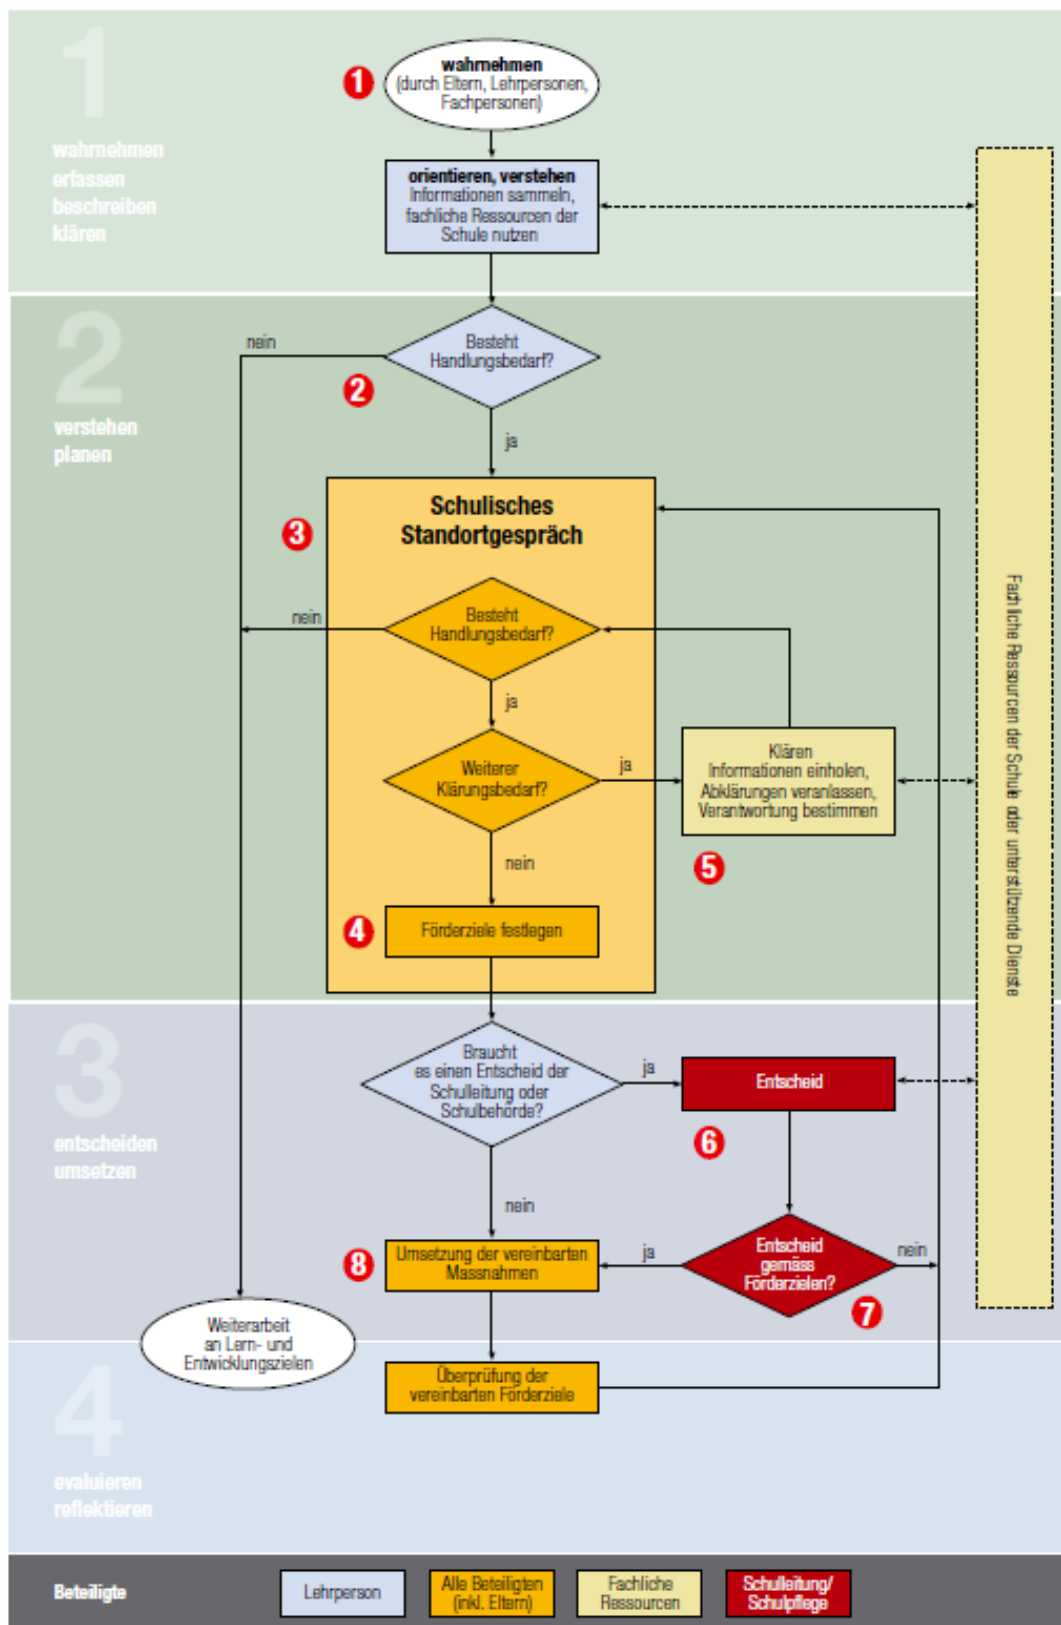 1
wahrnehmen
erfassen
beschreiben
klären
1
wahrnehmen
(durch Eltern, Lehrpersonen,
Fachpersonen)
orientieren, verstehen
Informationen sammeln,
fachliche Ressourcen der
Schule nutzen
2
verstehen
planen
nein
Besteht
Handlungsbedarf?
2
ja
3
Schulisches
Standortgespräch
nein
Besteht
Handlungsbedarf?
ja
Weiterer
Klärungsbedarf?
ja
Klären
Informationen einholen,
Abklärungen veranlassen,
Verantwortung bestimmen
5
nein
4
Förderziele festlegen
Fachliche Ressourcen der Schule oder unterstützende Dienste
3
entscheiden
umsetzen
Braucht
es einen Entscheid der
Schulleitung oder
Schulbehörde?
ja
Entscheid
6
nein
8
Umsetzung der vereinbarten
Massnahmen
ja
Entscheid
gemäss
Förderzielen?
nein
7
Weiterarbeit
an Lern- und
Entwicklungszielen
4
evaluieren
reflektieren
Überprüfung der
vereinbarten Förderziele
Beteiligte
Lehrperson
Alle Beteiligten
(inkl. Eltern)
Fachliche
Ressourcen
Schulleitung/
Schulpflege